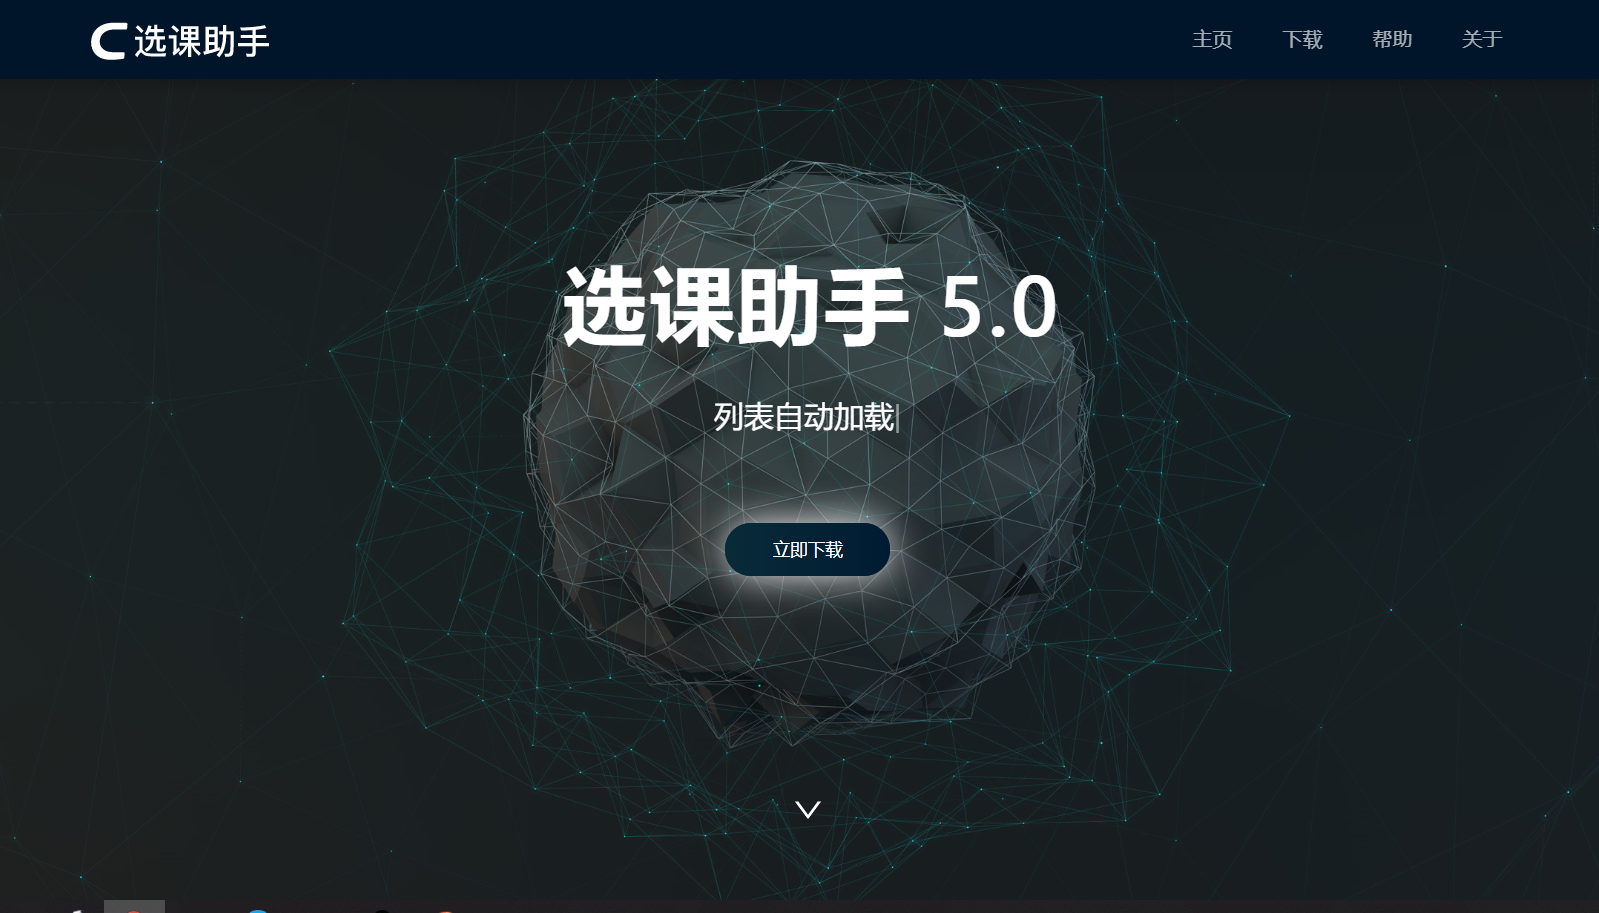 选课助手
主页
下载
帮助
关于
选课助手 5.0
列表自动加载
立即下载